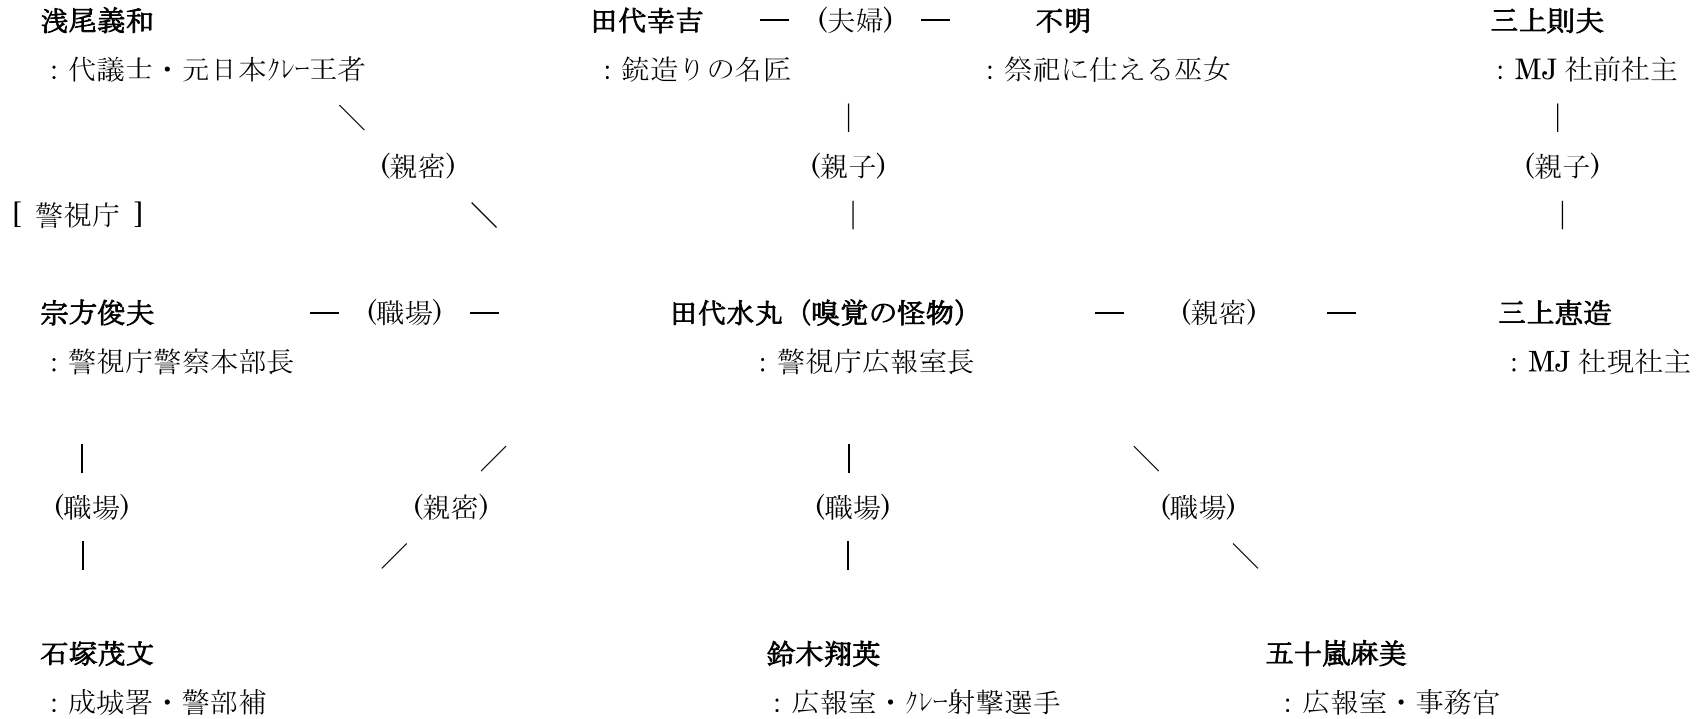 浅尾義和 田代幸吉 ― (夫婦) ― 不明 三上則夫
：代議士・元日本ｸﾚｰ王者 ：銃造りの名匠 ：祭祀に仕える巫女 ：MJ 社前社主
＼ ｜ ｜
(親密) (親子) (親子)
[ 警視庁 ] ＼ ｜ ｜
宗方俊夫 ― (職場) ― 田代水丸（嗅覚の怪物） ― (親密) ― 三上恵造
：警視庁警察本部長 ：警視庁広報室長 ：MJ 社現社主
｜ ／ ｜ ＼
(職場) (親密) (職場) (職場)
｜ ／ ｜ ＼
石塚茂文 鈴木翔英 五十嵐麻美
：成城署・警部補 ：広報室・ｸﾚｰ射撃選手 ：広報室・事務官